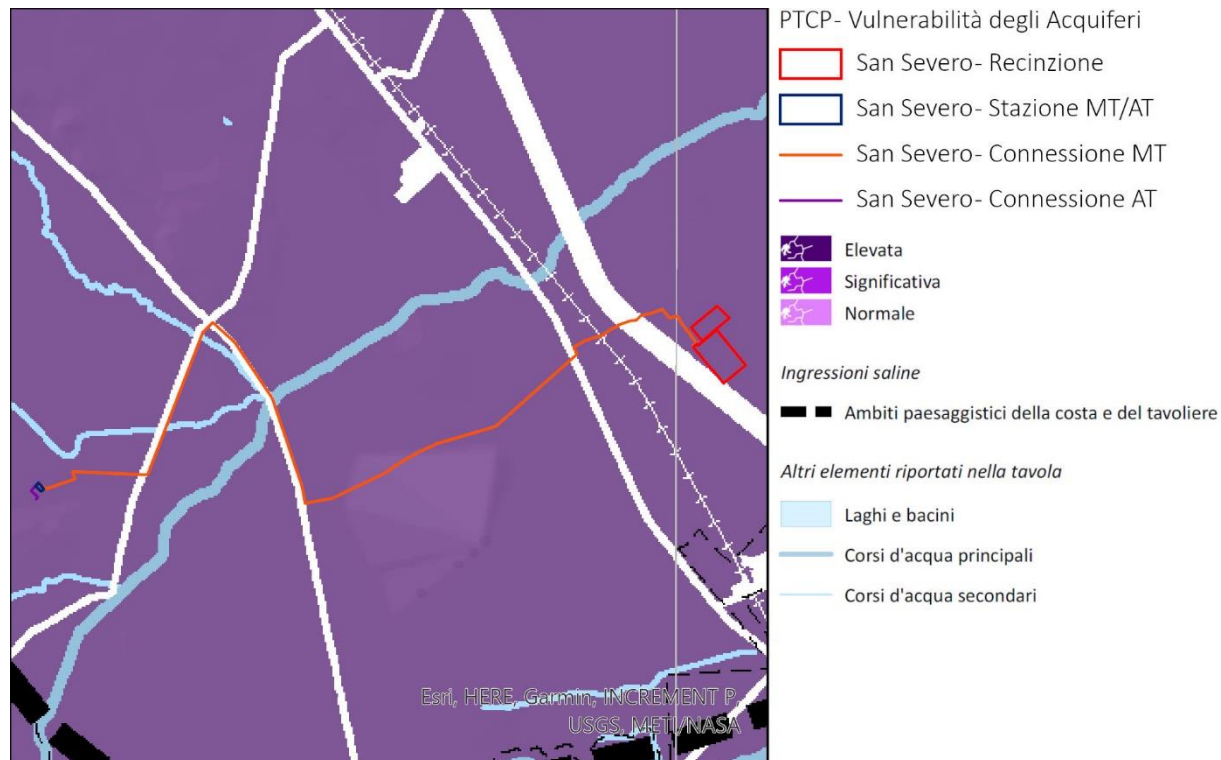 PTCP- Vulnerabilità degli Acquiferi
San Severo- Recinzione
San Severo- Stazione MT/AT
San Severo- Connessione MT
San Severo- Connessione AT
Elevata
Significativa
Normale
Ingressioni saline
Ambiti paesaggistici della costa e del tavoliere
Altri elementi riportati nella tavola
Laghi e bacini
Corsi d'acqua principali
Corsi d'acqua secondari
Esri, HERE, Garmin, INCREMENT P,
USGS, METI/NASA